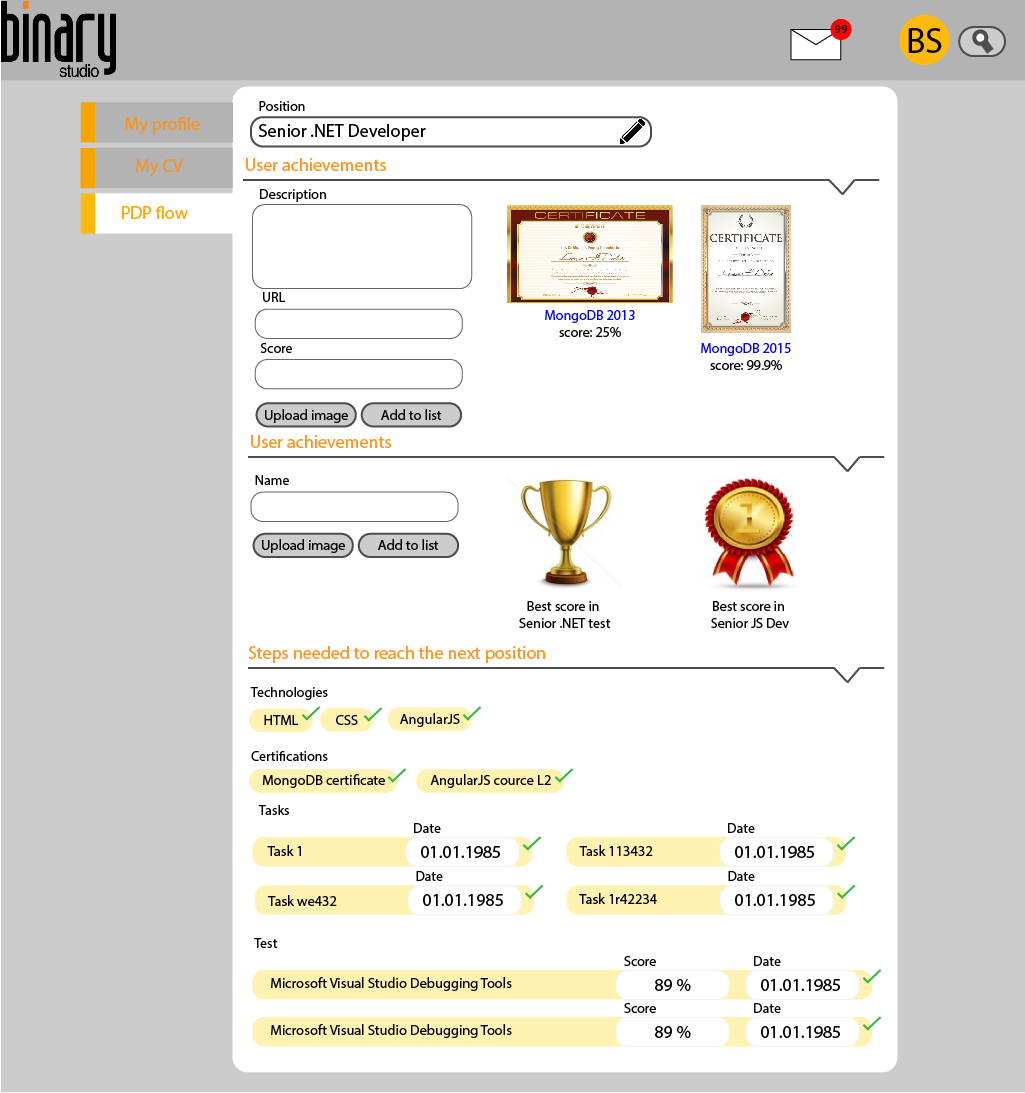 binary
studio
99
BS
My profile
My CV
PDP flow
Position
Senior .NET Developer
User achievements
Description
URL
Score
Upload image
Add to list
CERTIFICATE
MongoDB 2013
score: 25%
CERTIFICATE
MongoDB 2015
score: 99.9%
User achievements
Name
Upload image
Add to list
1
Best score in
Senior .NET test
Best score in
Senior JS Dev
Steps needed to reach the next position
Technologies
HTML
CSS
AngularJS
Certifications
MongoDB certificate
AngularJS cource L2
Tasks
Date
Date
Task 1
01.01.1985
Task 113432
01.01.1985
Date
Date
Task we432
01.01.1985
Task 1r42234
01.01.1985
Test
Score
Date
Microsoft Visual Studio Debugging Tools
89 %
01.01.1985
Score
Date
Microsoft Visual Studio Debugging Tools
89 %
01.01.1985